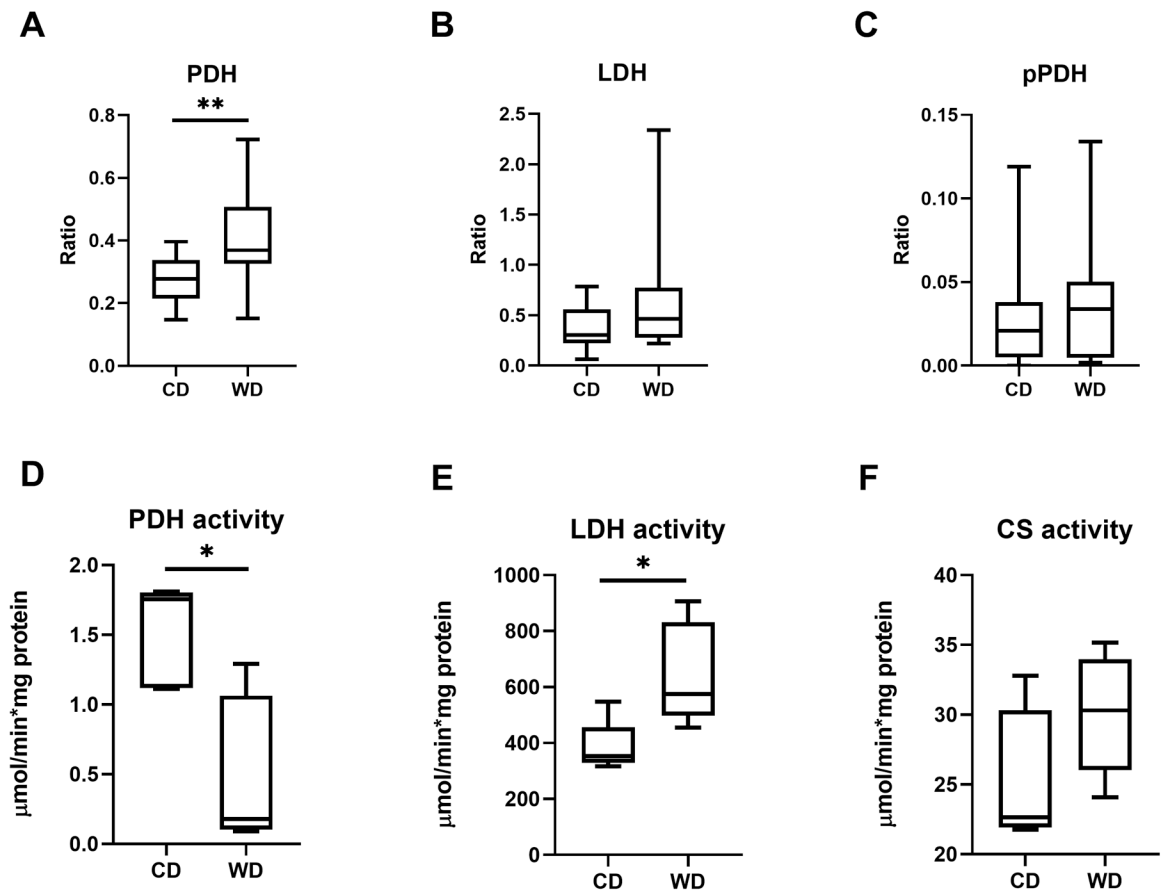 A
PDH
**
Ratio
0.8
0.6
0.4
0.2
0.0
CD WD
B
LDH
Ratio
2.5
2.0
1.5
1.0
0.5
0.0
CD WD
C
pPDH
Ratio
0.15
0.10
0.05
0.00
CD WD
D
PDH activity
*
μmol/min*mg protein
2.0
1.5
1.0
0.5
0.0
CD WD
E
LDH activity
*
μmol/min*mg protein
1000
800
600
400
200
0
CD WD
F
CS activity
μmol/min*mg protein
40
35
30
25
20
CD WD